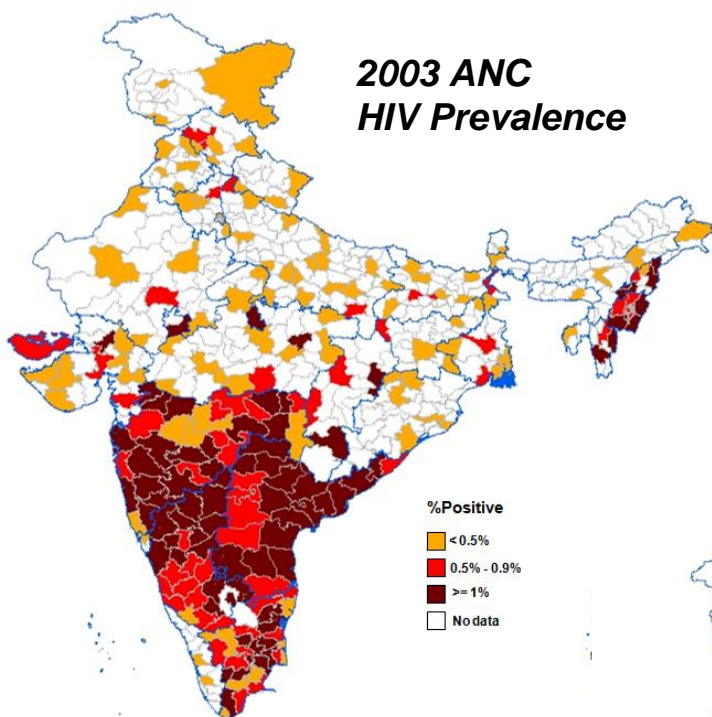 2003 ANC
HIV Prevalence
%Positive
< 0.5%
0.5% - 0.9%
>= 1%
No data